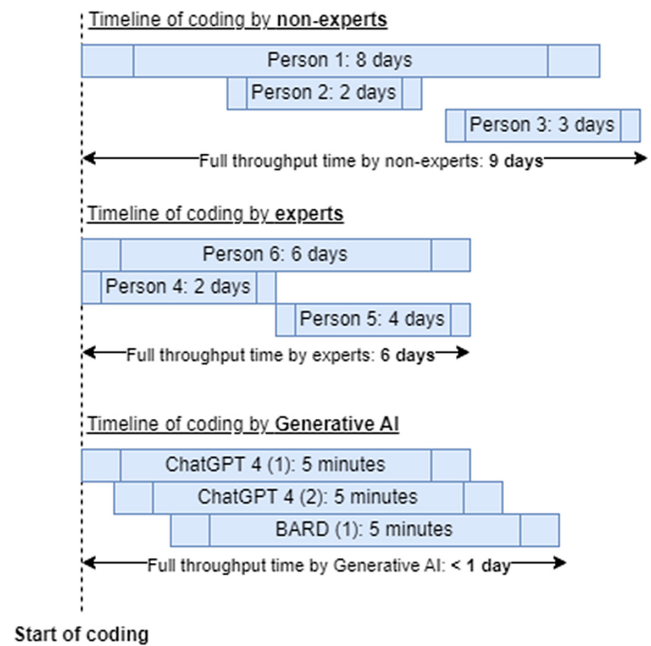 Timeline of coding by non-experts
Person 1: 8 days
Person 2: 2 days
Person 3: 3 days
Full throughput time by non-experts: 9 days
Timeline of coding by experts
Person 6: 6 days
Person 4: 2 days
Person 5: 4 days
Full throughput time by experts: 6 days
Timeline of coding by Generative AI
ChatGPT 4 (1): 5 minutes
ChatGPT 4 (2): 5 minutes
BARD (1): 5 minutes
Full throughput time by Generative AI: < 1 day
Start of coding